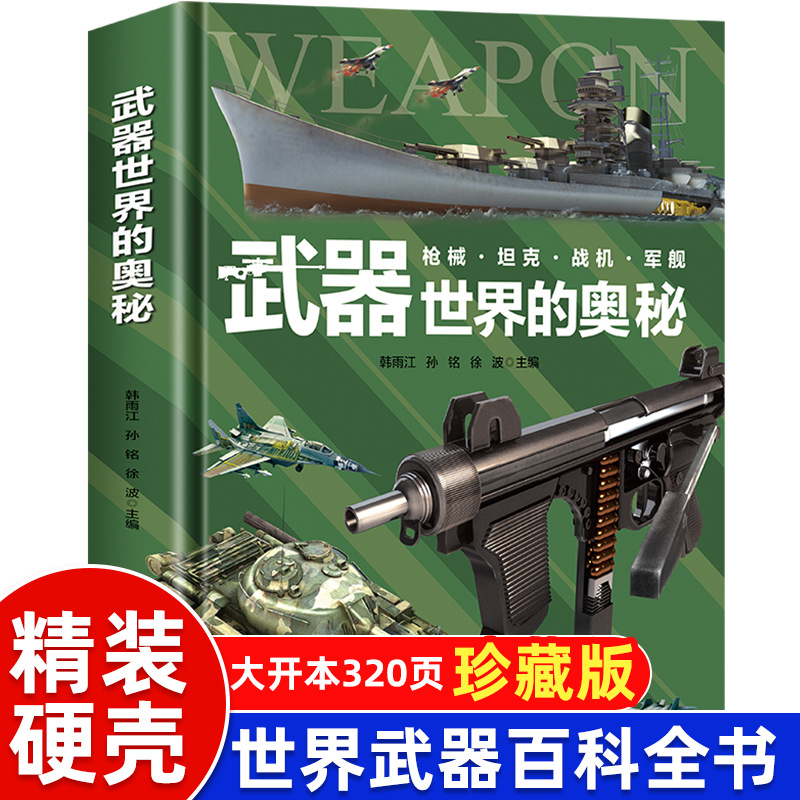 WEAPON
枪械·坦克·战机·军舰
武器世界的奥秘
韩雨江 孙铭 徐波◎主编
武器世界的奥秘
韩雨江 孙铭 徐波◎主编
精装
硬壳
大开本320页 珍藏版
世界武器百科全书